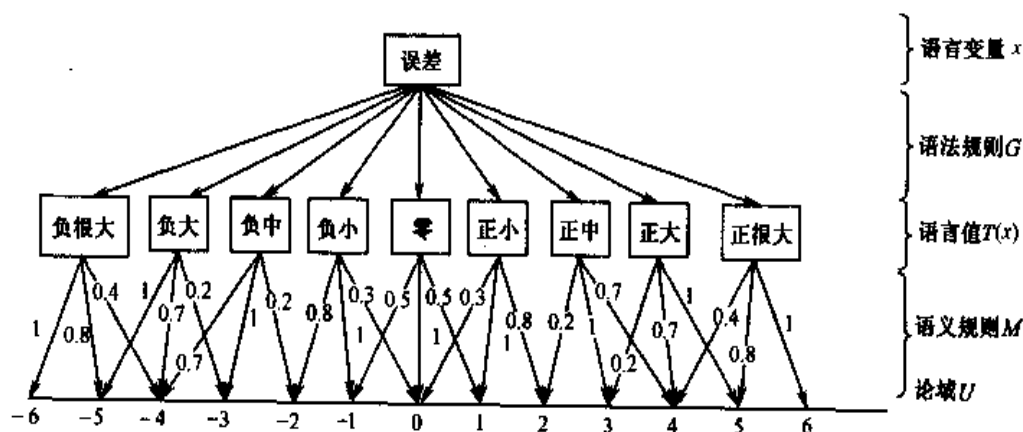 误差
语言变量 x
语法规则G
负根大 负大 负中 负小 零 正小 正中 正大 正根大
语言值T(x)
0.4 1 0.2 0.3 0.5 0.5 0.3 0.7 1
1 0.8 0.7 1 0.2 0.8 1 1 0.8 1 0.2 1 0.7 0.4 1
0.7 0.2 0.8
语义规则M
论域U
-6 -5 -4 -3 -2 -1 0 1 2 3 4 5 6